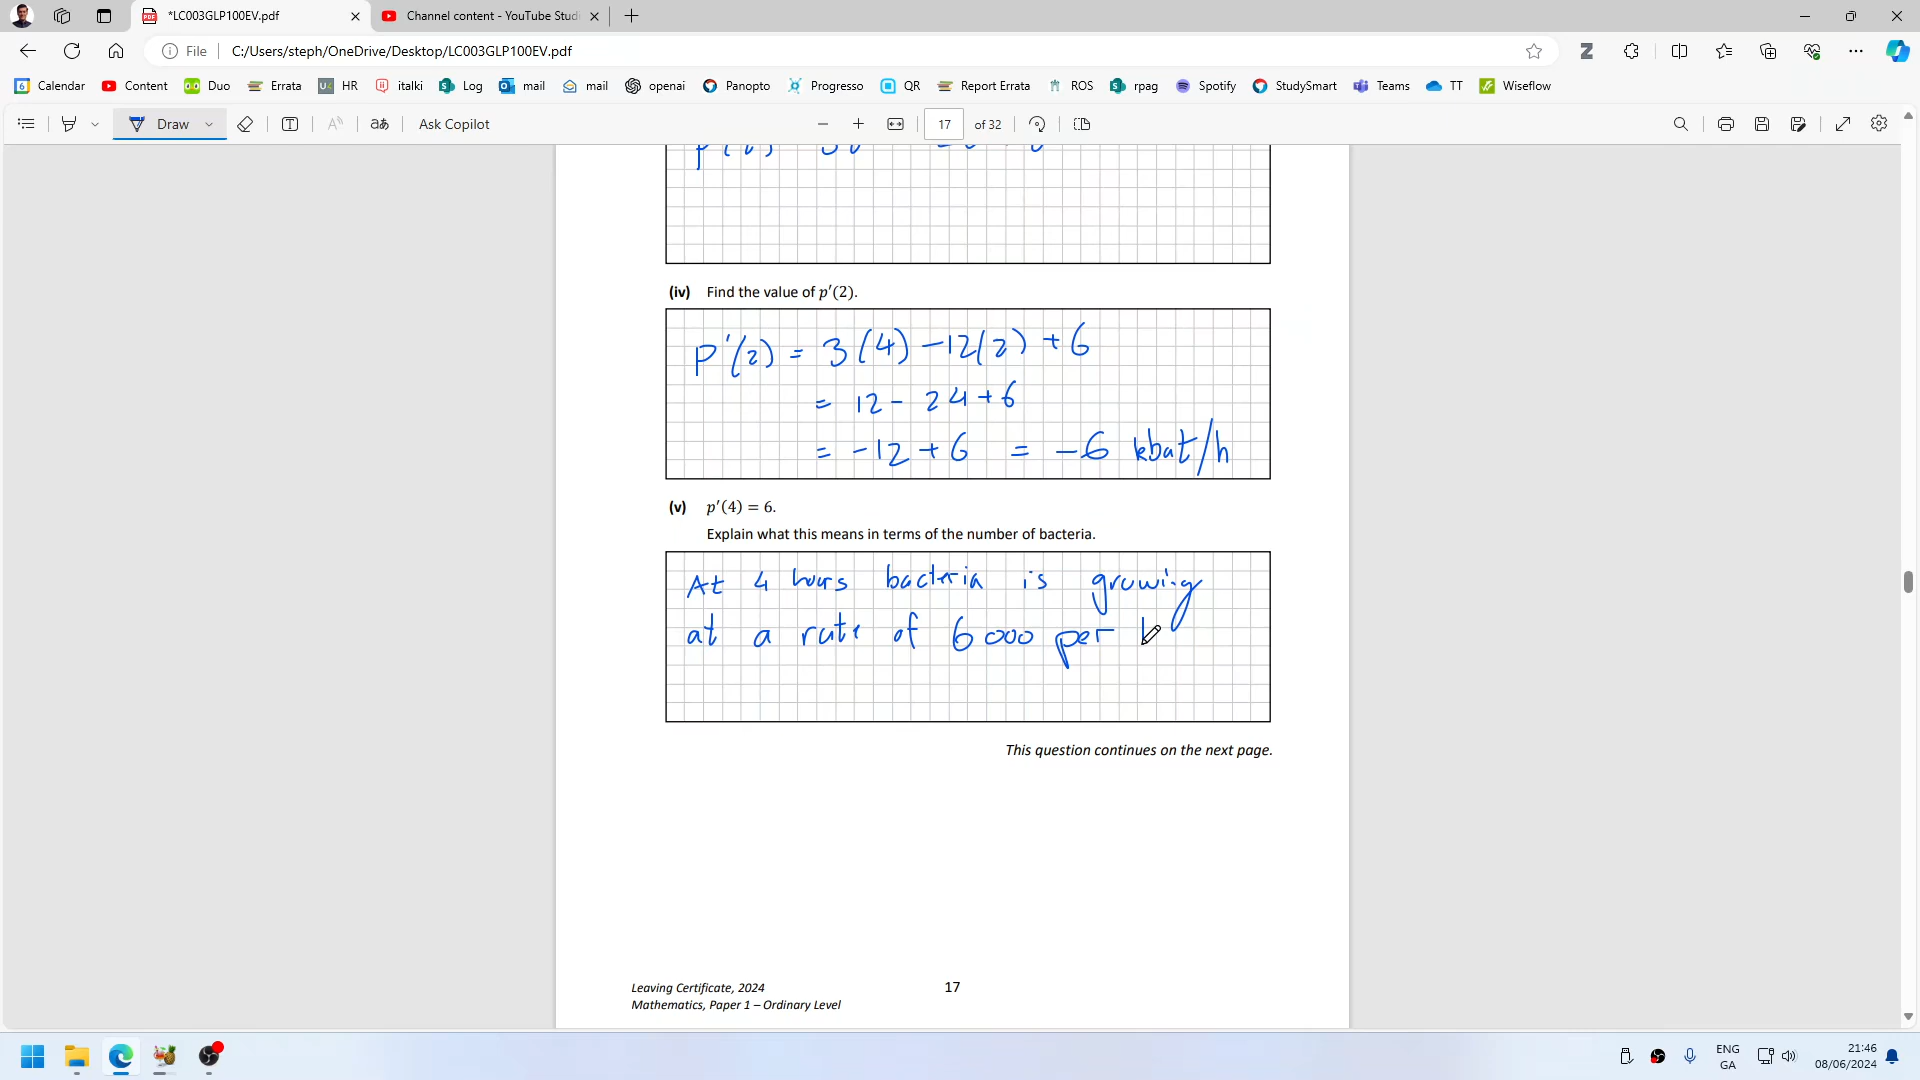 *LC003GLP100EV.pdf
Channel content - YouTube Stud
File
C:/Users/steph/OneDrive/Desktop/LC003GLP100EV.pdf
Calendar Content Duo Errata HR italki Log mail mail openai Panopto Progresso QR Report Errata ROS rpag Spotify StudySmart Teams TT Wiseflow
Draw
Ask Copilot
17 of 32
(iv) Find the value of p′(2).
p'(2) = 3(4) -12(2) + 6
= 12 - 24 + 6
= -12 + 6 = -6 kbat/h
(v) p′(4) = 6.
Explain what this means in terms of the number of bacteria.
At 4 hours bacteria is growing
at a rate of 6000 per
This question continues on the next page.
Leaving Certificate, 2024
17
Mathematics, Paper 1 – Ordinary Level
ENG
GA
21:46
08/06/2024